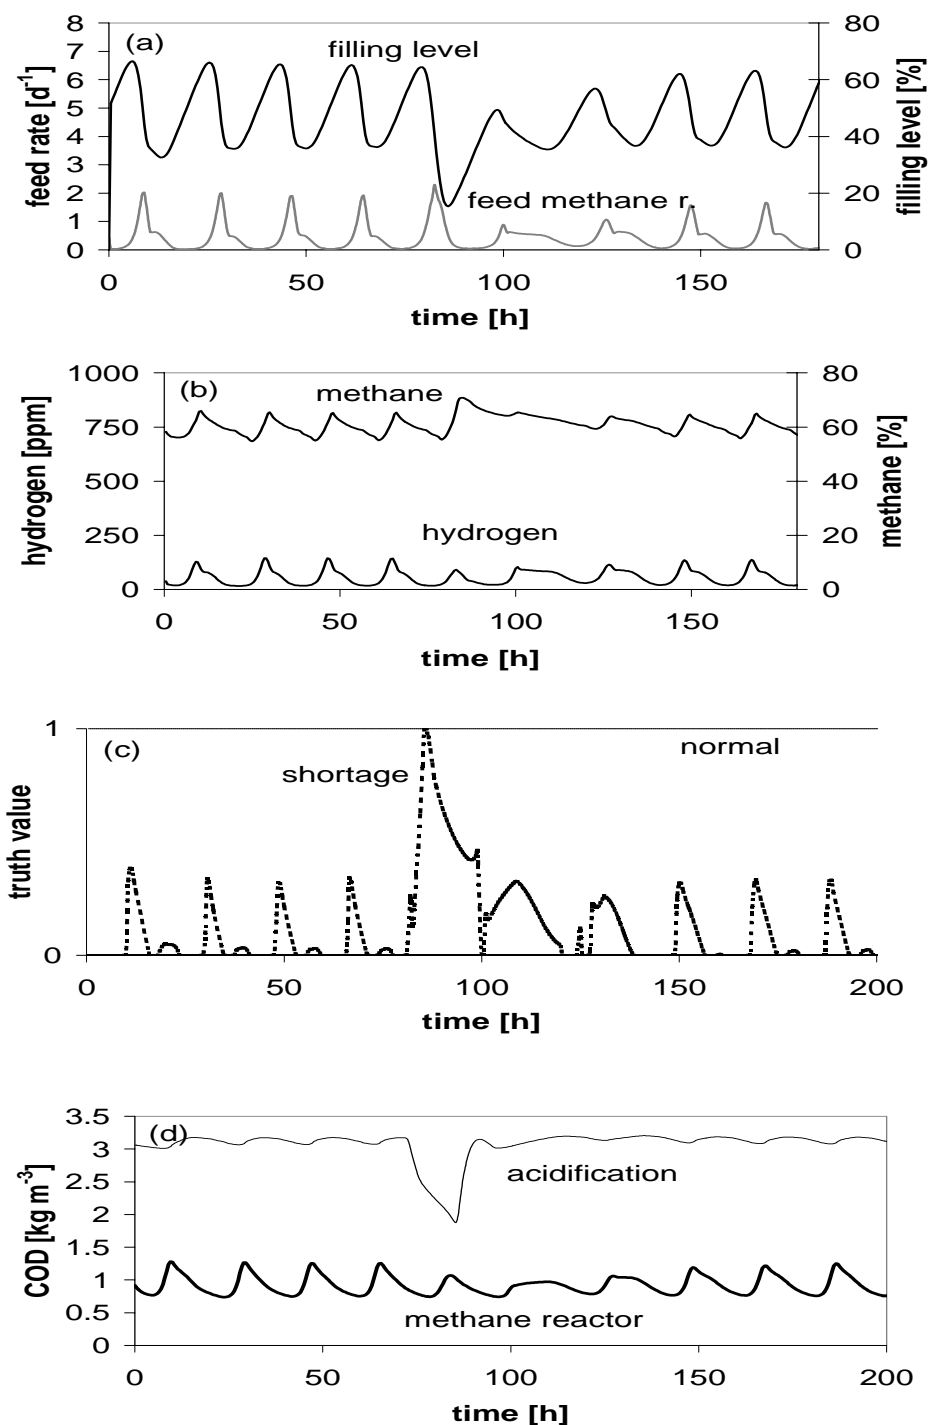 8
7
6
5
4
3
2
1
0
feed rate [d-1]
(a)
filling level
feed methane r.
80
60
40
20
0
filling level [%]
0 50 100 150
time [h]
1000
750
500
250
0
hydrogen [ppm]
(b)
methane
hydrogen
80
60
40
20
0
methane [%]
0 50 100 150
time [h]
1
0
truth value
(c)
shortage
normal
0 50 100 150 200
time [h]
3.5
3
2.5
2
1.5
1
0.5
0
COD [kg m-3]
(d)
acidification
methane reactor
0 50 100 150 200
time [h]